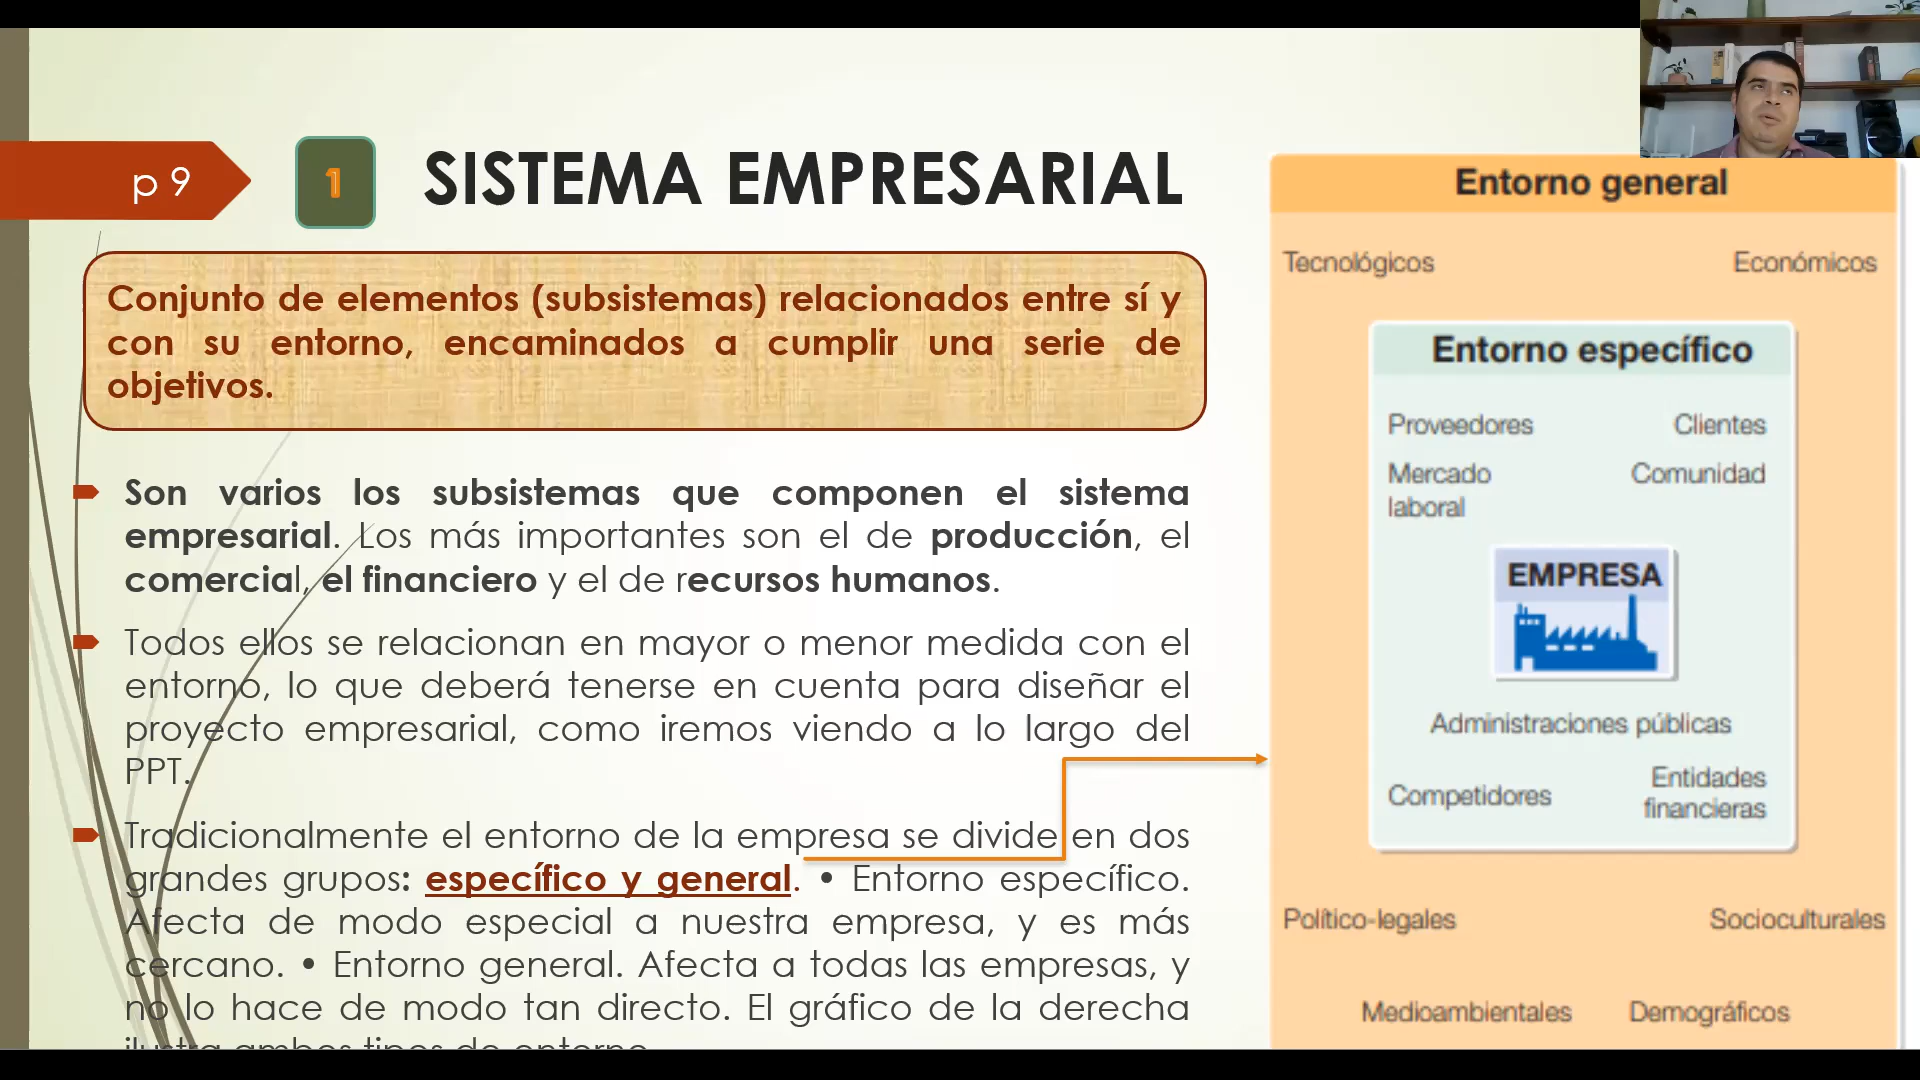 p 9
1
SISTEMA EMPRESARIAL
Conjunto de elementos (subsistemas) relacionados entre sí y
con su entorno, encaminados a cumplir una serie de
objetivos.
Son varios los subsistemas que componen el sistema
empresarial. Los más importantes son el de producción, el
comercial, el financiero y el de recursos humanos.
Todos ellos se relacionan en mayor o menor medida con el
entorno, lo que deberá tenerse en cuenta para diseñar el
proyecto empresarial, como iremos viendo a lo largo del
PPT.
Tradicionalmente el entorno de la empresa se divide en dos
grandes grupos: específico y general. • Entorno específico.
Afecta de modo especial a nuestra empresa, y es más
cercano. • Entorno general. Afecta a todas las empresas, y
no lo hace de modo tan directo. El gráfico de la derecha
ilustra ambos tipos de entorno.
Entorno general
Tecnológicos
Económicos
Entorno específico
Proveedores
Clientes
Mercado
laboral
Comunidad
EMPRESA
Administraciones públicas
Competidores
Entidades
financieras
Político-legales
Socioculturales
Medioambientales
Demográficos